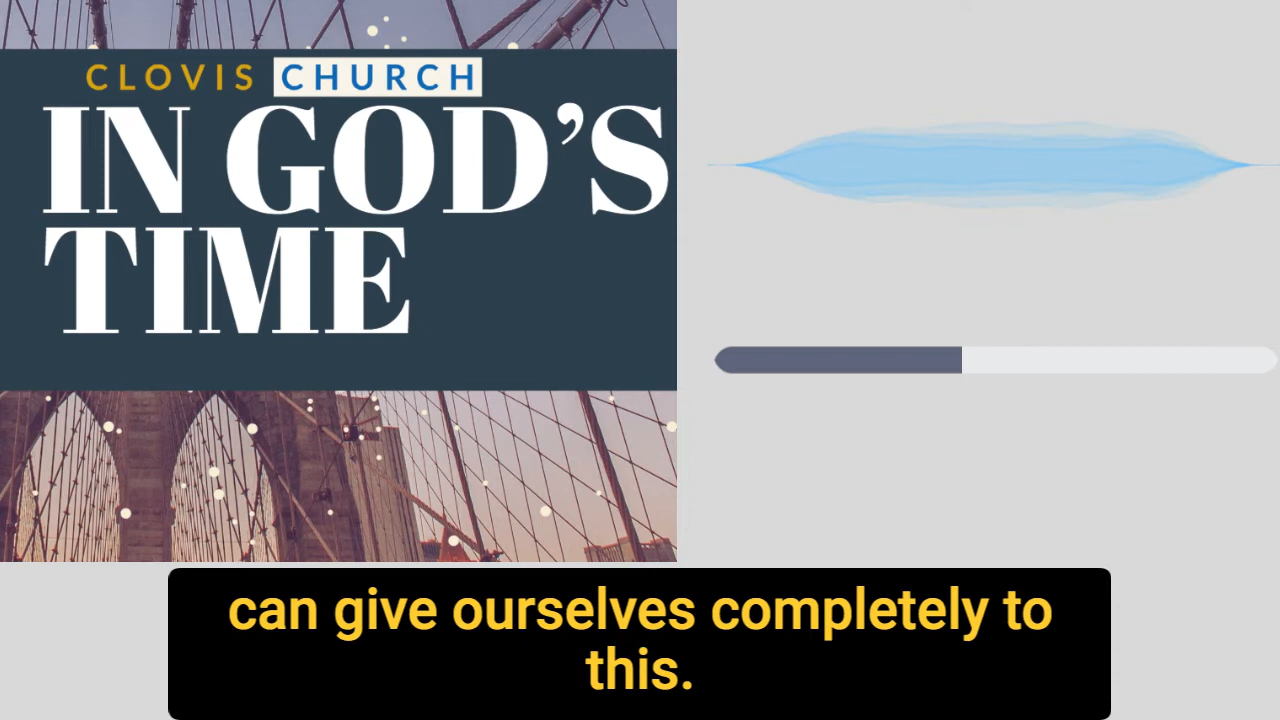 CLOVIS CHURCH
IN GOD’S
TIME
can give ourselves completely to
this.